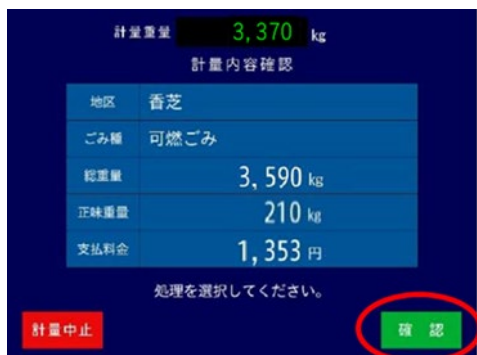 計量重量 3,370 kg
計量内容確認
地区 香芝
ごみ種 可燃ごみ
総重量 3,590 kg
正味重量 210 kg
支払料金 1,353 円
処理を選択してください。
計量中止 確認